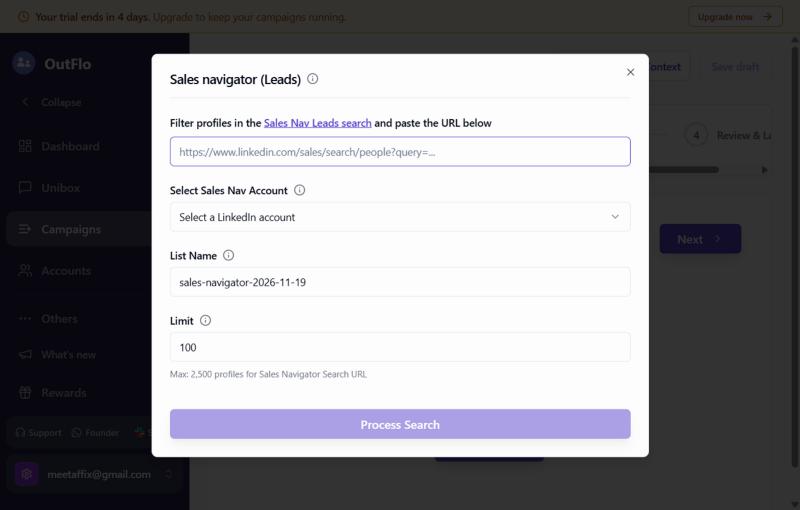 Your trial ends in 4 days. Upgrade to keep your campaigns running.
Upgrade now
OutFlo
Collapse
Dashboard
Unibox
Campaigns
Accounts
Others
What's new
Rewards
Support
Founder
meetaffix@gmail.com
Save draft
4
Review & La
Next
Sales navigator (Leads)
Filter profiles in the Sales Nav Leads search and paste the URL below
https://www.linkedin.com/sales/search/people?query=...
Select Sales Nav Account
Select a LinkedIn account
List Name
sales-navigator-2026-11-19
Limit
100
Max: 2,500 profiles for Sales Navigator Search URL
Process Search